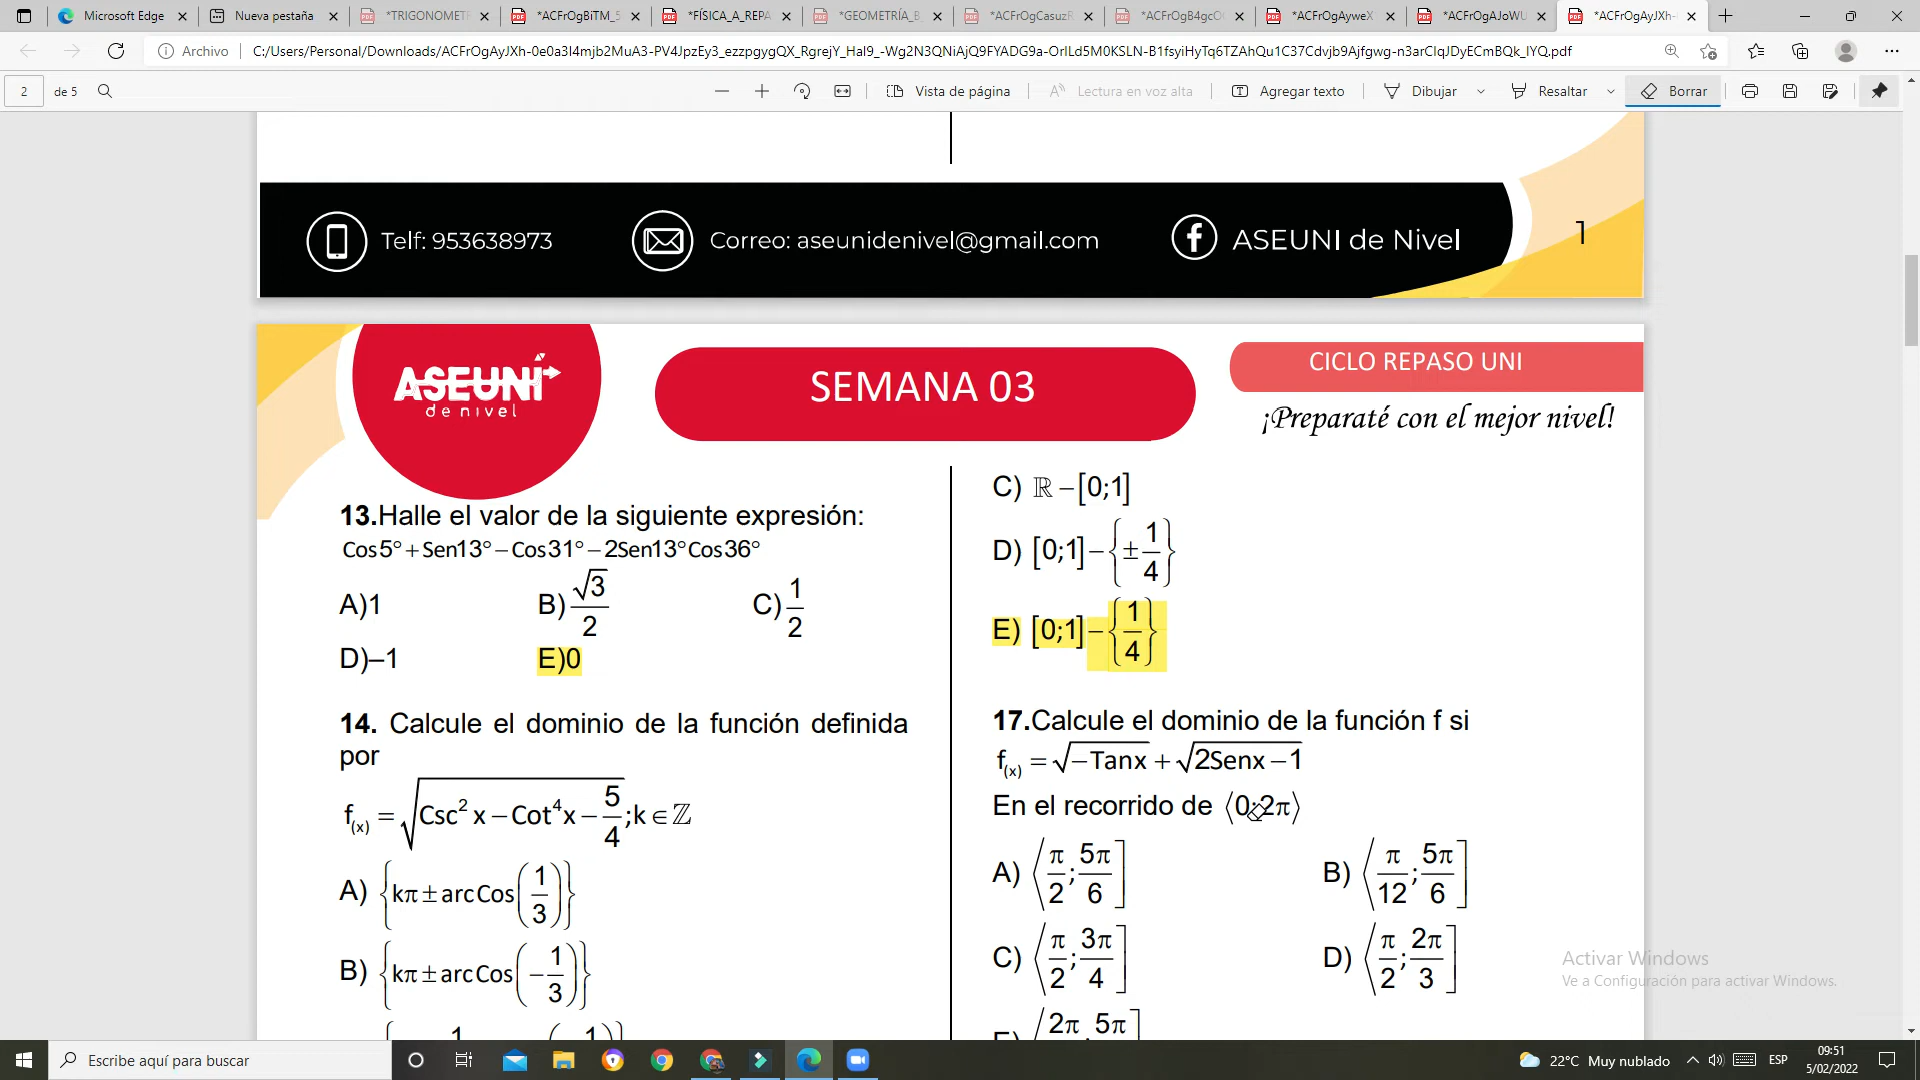 Microsoft Edge
Nueva pestaña
*TRIGONOMETR
*ACFrOgBiTM_5
*FÍSICA_A_REPA
*GEOMETRÍA_B_
*ACFrOgCasuzR
*ACFrOgB4gcO
*ACFrOgAyweX
*ACFrOgAJoWU
*ACFrOgAyJXh-
Archivo
C:/Users/Personal/Downloads/ACFrOgAyJXh-0e0a3I4mjb2MuA3-PV4JpzEy3_ezzpgygQX_RgrejY_Hal9_-Wg2N3QNiAjQ9FYADG9a-OrILd5M0KSLN-B1fsyiHyTq6TZAhQu1C37Cdvjb9Ajfgwg-n3arClqJDyECmBQk_lYQ.pdf
2 de 5
Vista de página
Lectura en voz alta
Agregar texto
Dibujar
Resaltar
Borrar
Telf: 953638973
Correo: aseunidenivel@gmail.com
ASEUNI de Nivel
1
ASEUNI
de nivel
SEMANA 03
CICLO REPASO UNI
¡Preparaté con el mejor nivel!
13.Halle el valor de la siguiente expresión:
Cos5°+Sen13°−Cos31°−2Sen13°Cos36°
A)1 B) √3/2 C) 1/2
D)–1 E)0
14. Calcule el dominio de la función definida
por
f(x) = √(Csc² x − Cot⁴x − 5/4) ;k ∈ ℤ
A) {kπ ± arcCos(1/3)}
B) {kπ ± arcCos(−1/3)}
C) ℝ − [0;1]
D) [0;1] − {± 1/4}
E) [0;1] − {1/4}
17.Calcule el dominio de la función f si
f(x) = √−Tanx + √2Senx −1
En el recorrido de ⟨0;2π⟩
A) ⟨π/2; 5π/6] B) ⟨π/12; 5π/6]
C) ⟨π/2; 3π/4] D) ⟨π/2; 2π/3]
2π 5π
Activar Windows
Ve a Configuración para activar Windows.
Escribe aquí para buscar
22°C Muy nublado
ESP
09:51
5/02/2022